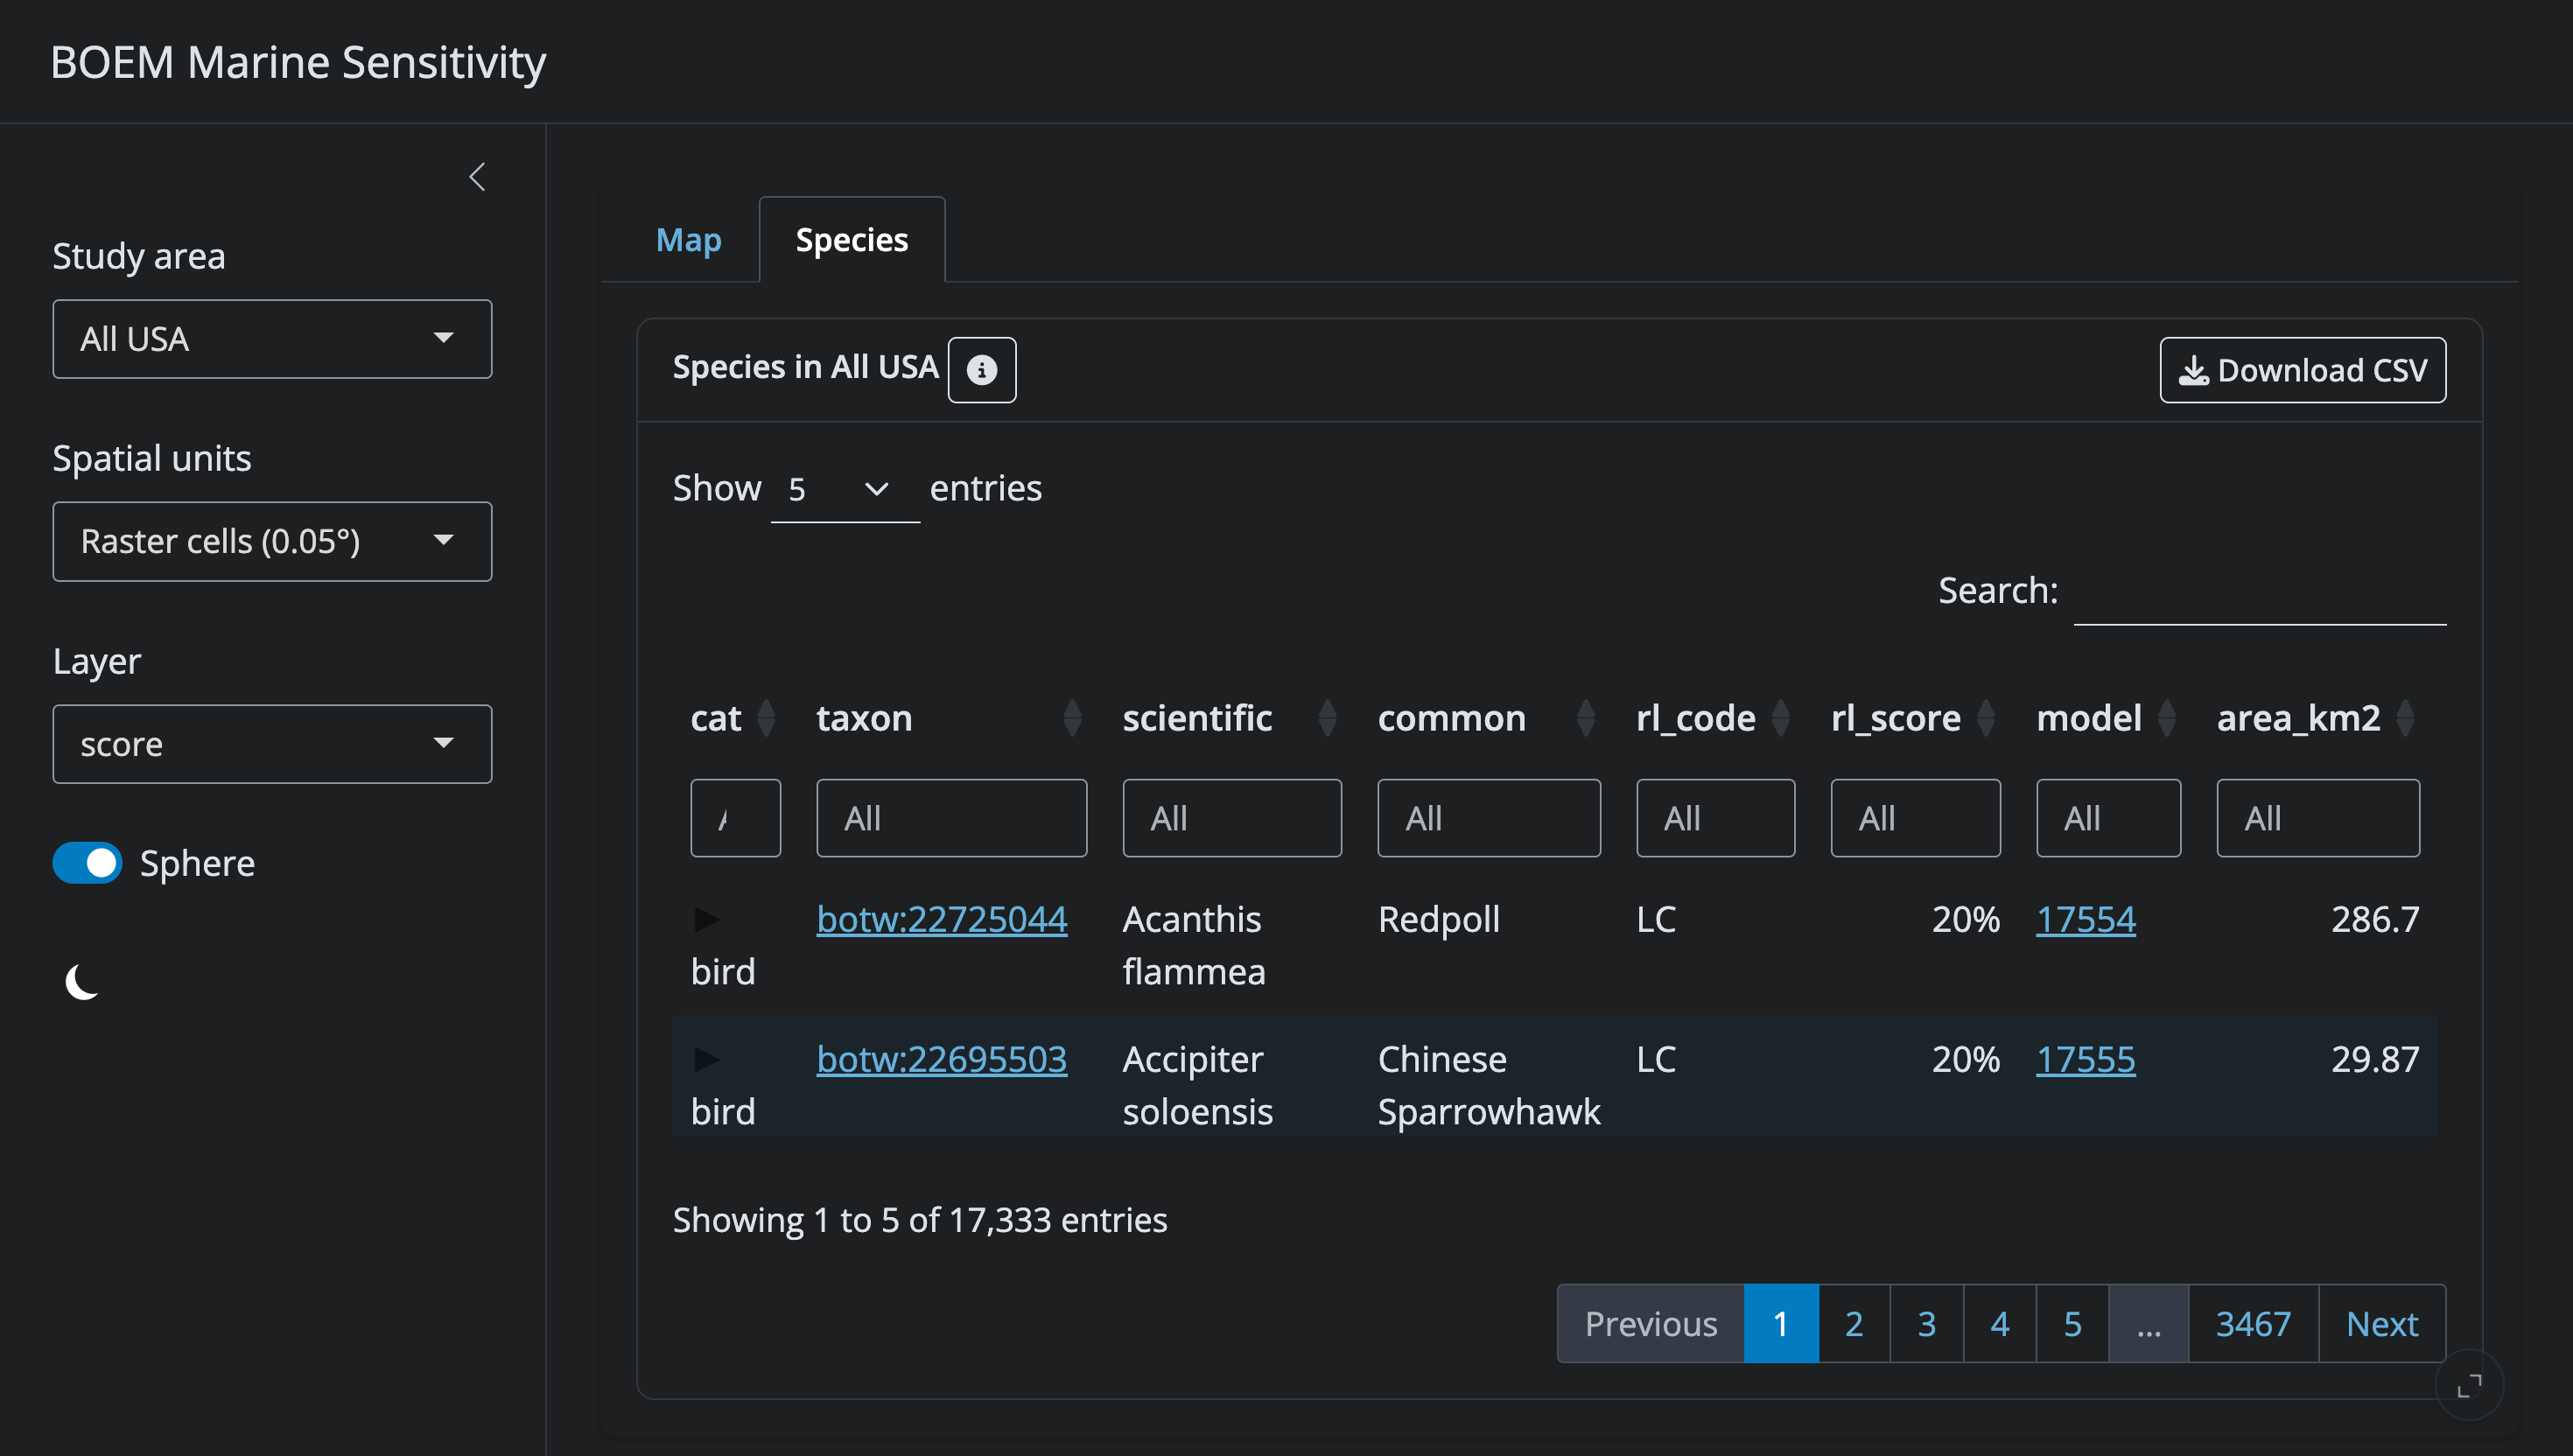 BOEM Marine Sensitivity
Study area
All USA
Spatial units
Raster cells (0.05°)
Layer
score
Sphere
Map
Species
Species in All USA
Download CSV
Show 5 entries
Search:
cat taxon scientific common rl_code rl_score model area_km2
All All All All All All All
botw:22725044 Acanthis Redpoll LC 20% 17554 286.7
bird flammea
botw:22695503 Accipiter Chinese LC 20% 17555 29.87
bird soloensis Sparrowhawk
Showing 1 to 5 of 17,333 entries
Previous 1 2 3 4 5 ... 3467 Next